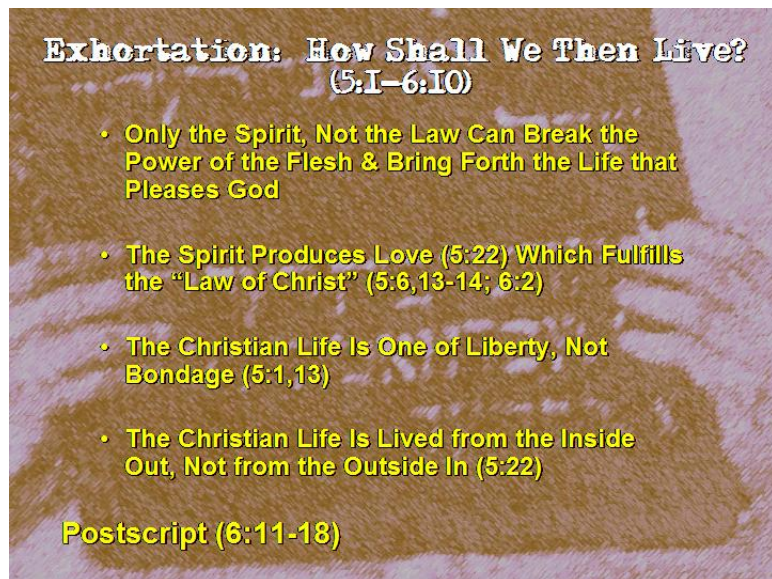 Exhortation: How Shall We Then Live?
(5:1–6:10)
• Only the Spirit, Not the Law Can Break the
Power of the Flesh & Bring Forth the Life that
Pleases God
• The Spirit Produces Love (5:22) Which Fulfills
the “Law of Christ” (5:6,13-14; 6:2)
• The Christian Life Is One of Liberty, Not
Bondage (5:1,13)
• The Christian Life Is Lived from the Inside
Out, Not from the Outside In (5:22)
Postscript (6:11-18)